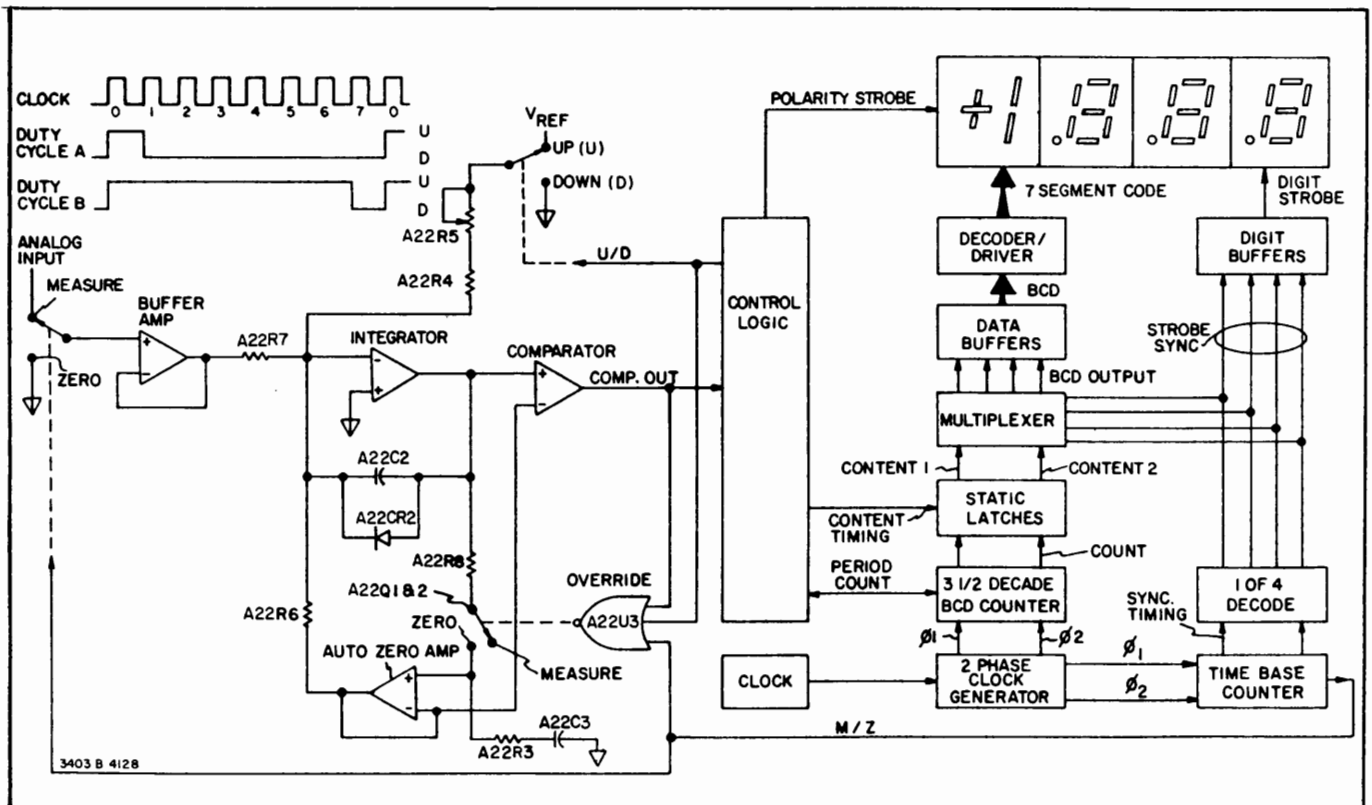 CLOCK
0 1 2 3 4 5 6 7 0
DUTY
CYCLE A
U
D
DUTY
CYCLE B
U
D
ANALOG
INPUT
MEASURE
ZERO
BUFFER
AMP
A22R7
VREF
UP (U)
DOWN (D)
A22R5
A22R4
U/D
INTEGRATOR
COMPARATOR
COMP. OUT
A22C2
A22CR2
A22R8
A22Q1 & 2
ZERO
MEASURE
OVERRIDE
A22U3
A22R6
AUTO ZERO AMP
A22R3
A22C3
M / Z
3403 B 4128
CONTROL
LOGIC
POLARITY STROBE
+1 .8 .8 .8
7 SEGMENT CODE
DIGIT
STROBE
DECODER/
DRIVER
DIGIT
BUFFERS
BCD
DATA
BUFFERS
STROBE
SYNC
BCD OUTPUT
MULTIPLEXER
CONTENT 1
CONTENT 2
STATIC
LATCHES
CONTENT
TIMING
COUNT
PERIOD
COUNT
3 1/2 DECADE
BCD COUNTER
1 OF 4
DECODE
SYNC.
TIMING
Ø1
Ø2
CLOCK
2 PHASE
CLOCK
GENERATOR
Ø1
Ø2
TIME BASE
COUNTER